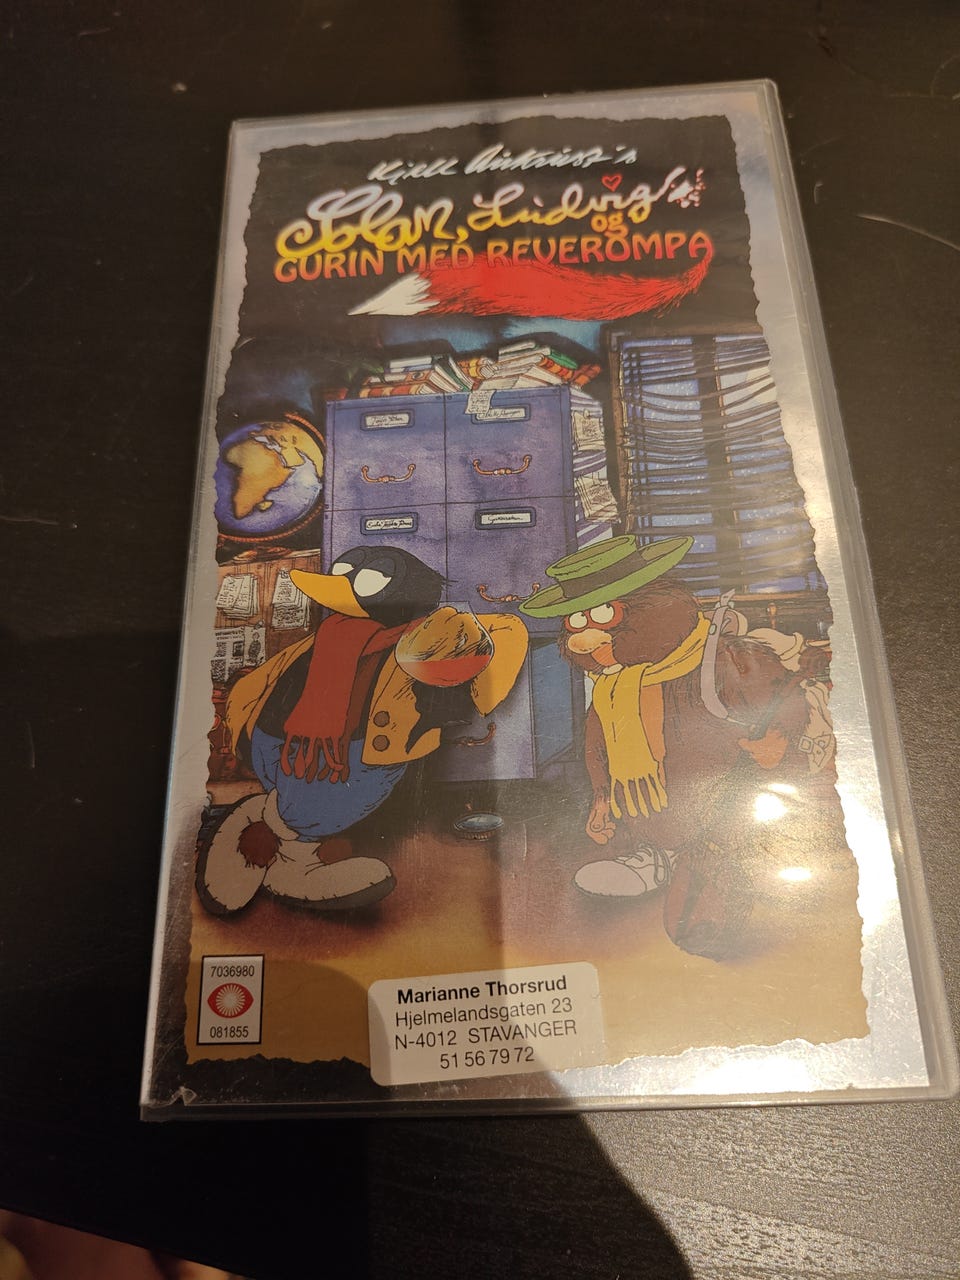 Kjell Aukrust's
Solan, Ludvig
og
GURIN MED REVEROMPA
7036980
081855
Marianne Thorsrud
Hjelmelandsgaten 23
N-4012 STAVANGER
51 56 79 72